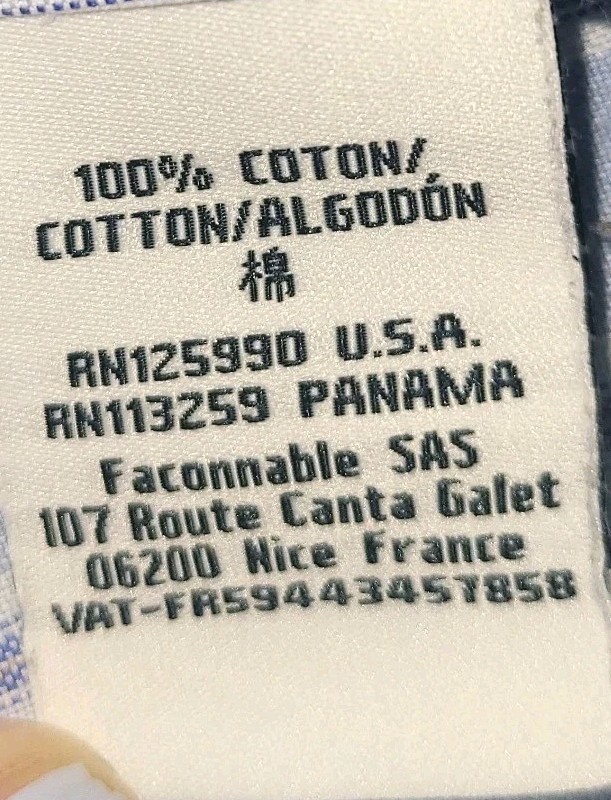 100% COTON/
COTTON/ALGODÓN
棉
RN125990 U.S.A.
RN113259 PANAMA
Faconnable SAS
107 Route Canta Galet
06200 Nice France
VAT-FR59443457858